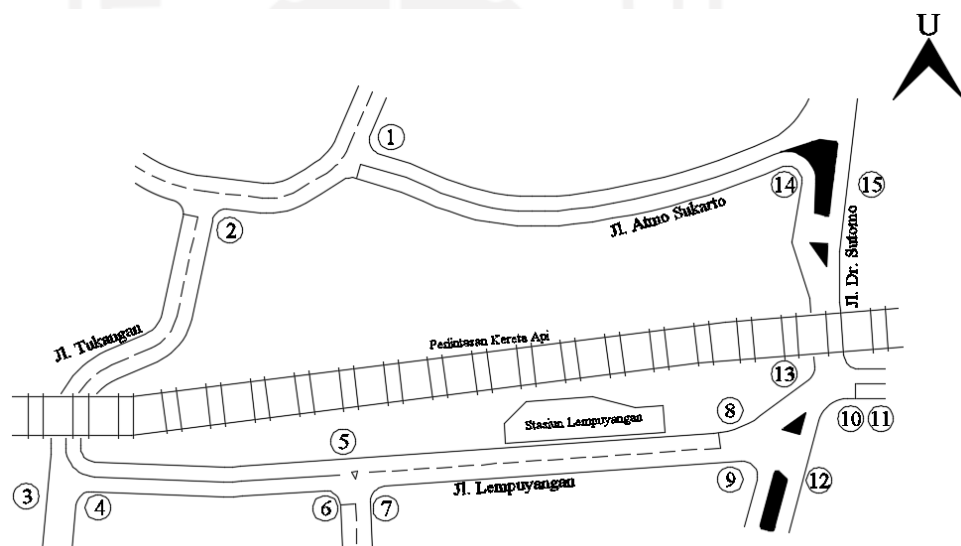 U
1
14
15
2
Jl. Atmo Sukarto
Jl. Dr. Sutomo
Jl. Tukangan
Perlintasan Kereta Api
13
8
10
11
Stasiun Lempuyangan
5
3
4
6
7
Jl. Lempuyangan
9
12